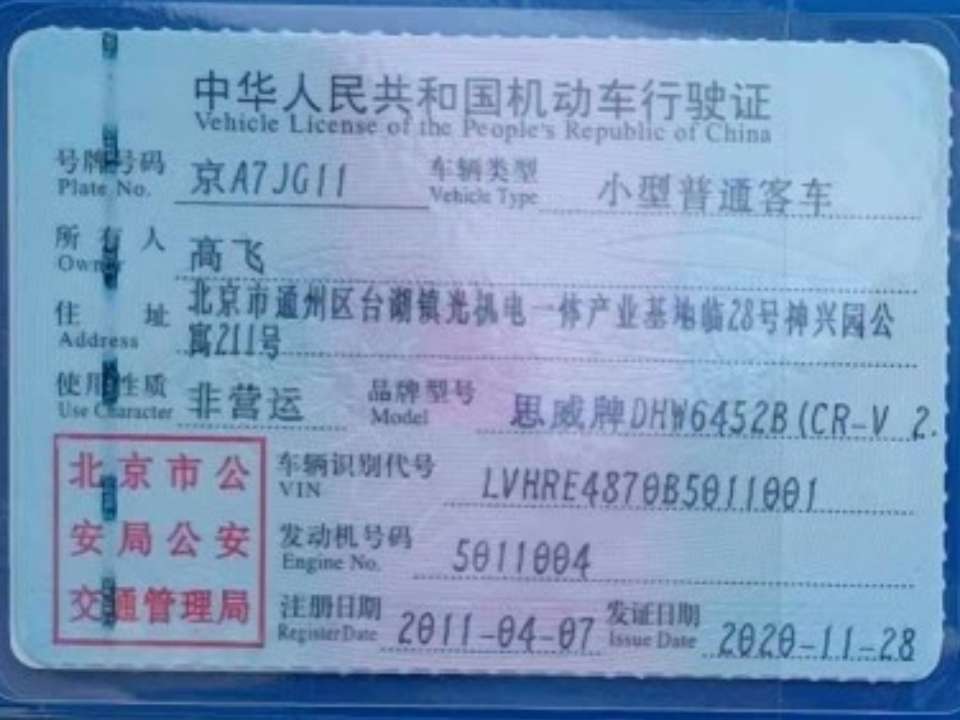 中华人民共和国机动车行驶证
Vehicle License of the People's Republic of China
号牌号码 京A7JG11 车辆类型 小型普通客车
Plate No. Vehicle Type
所有人 高飞
Owner
住址 北京市通州区台湖镇光机电一体产业基地临28号神兴园公
Address 寓211号
使用性质 非营运 品牌型号 思威牌DHW6452B(CR-V 2.
Use Character Model
北京市公 车辆识别代号 LVHRE4870B5011001
VIN
安局公安 发动机号码 5011004
Engine No.
交通管理局 注册日期 2011-04-07 发证日期 2020-11-28
Register Date Issue Date